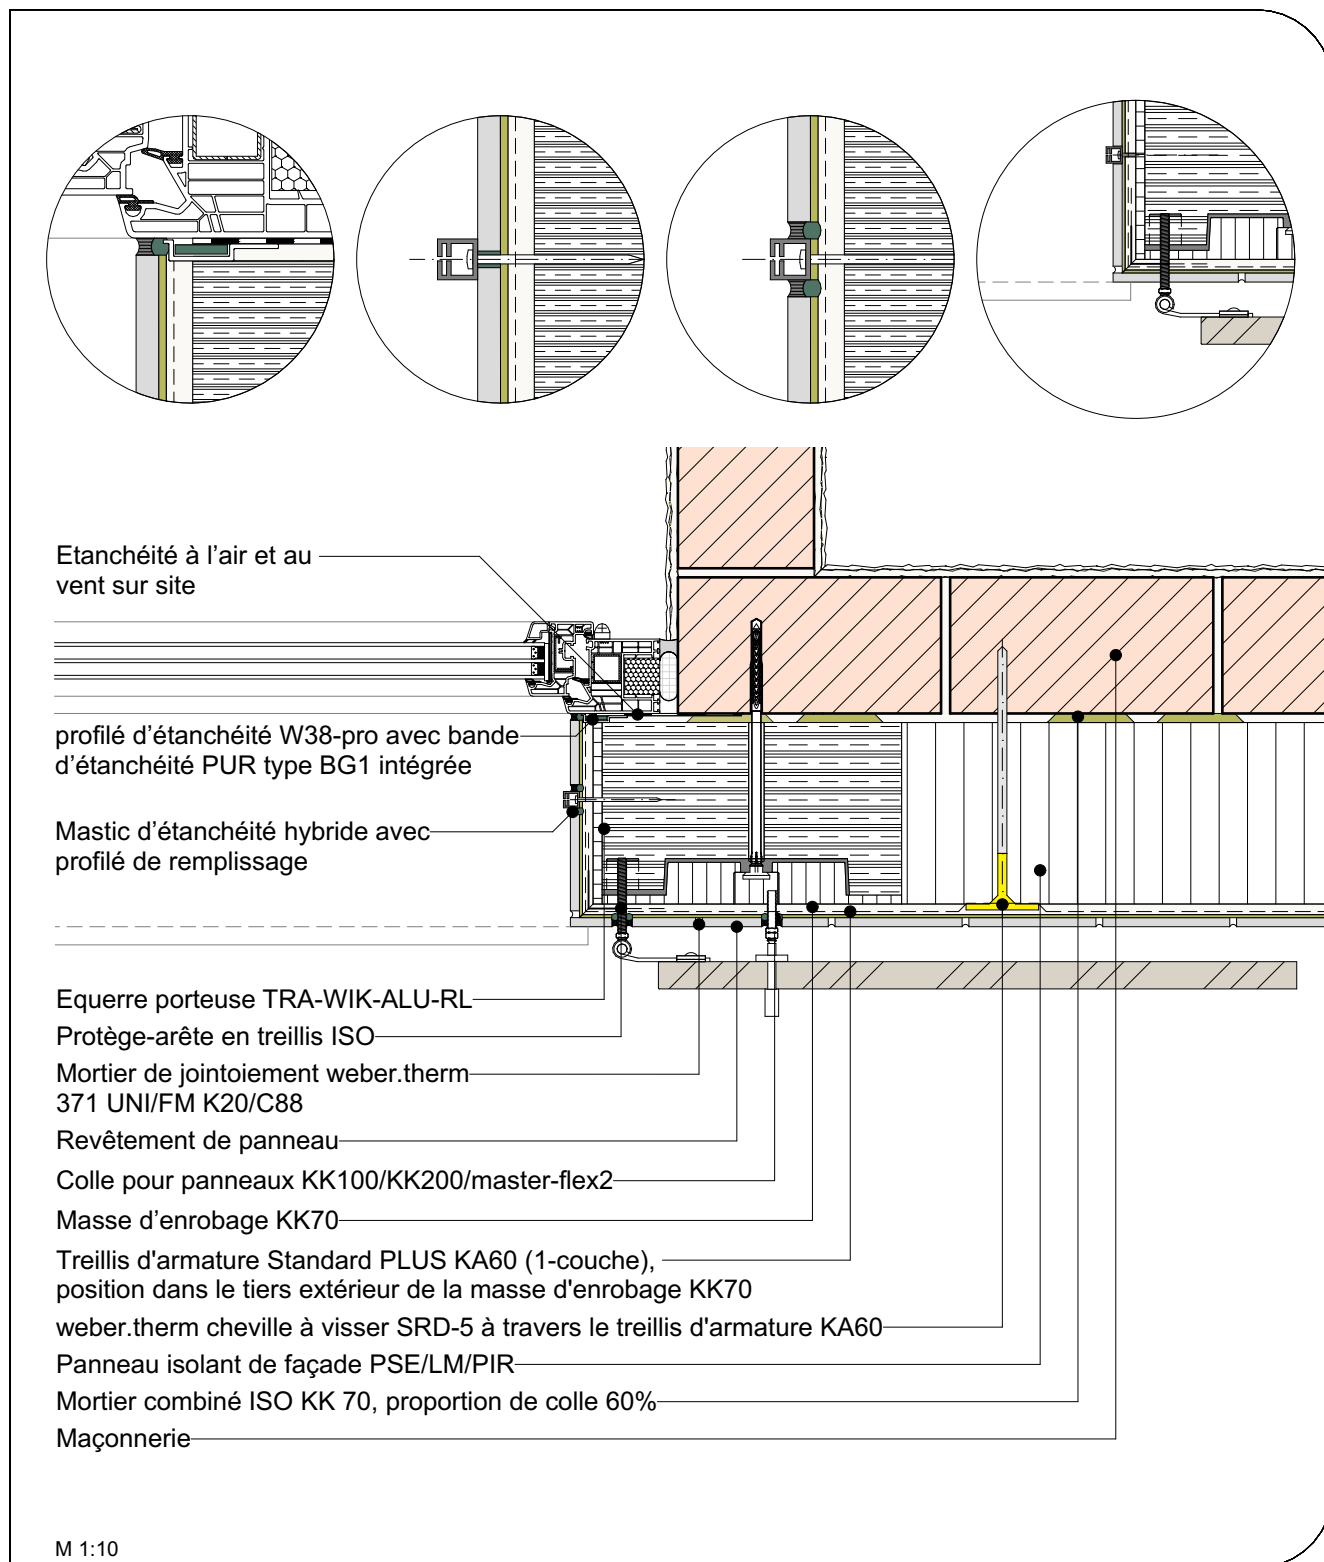 Etanchéité à l’air et au
vent sur site
profilé d’étanchéité W38-pro avec bande
d’étanchéité PUR type BG1 intégrée
Mastic d’étanchéité hybride avec
profilé de remplissage
Equerre porteuse TRA-WIK-ALU-RL
Protège-arête en treillis ISO
Mortier de jointoiement weber.therm
371 UNI/FM K20/C88
Revêtement de panneau
Colle pour panneaux KK100/KK200/master-flex2
Masse d’enrobage KK70
Treillis d'armature Standard PLUS KA60 (1-couche),
position dans le tiers extérieur de la masse d'enrobage KK70
weber.therm cheville à visser SRD-5 à travers le treillis d'armature KA60
Panneau isolant de façade PSE/LM/PIR
Mortier combiné ISO KK 70, proportion de colle 60%
Maçonnerie
M 1:10